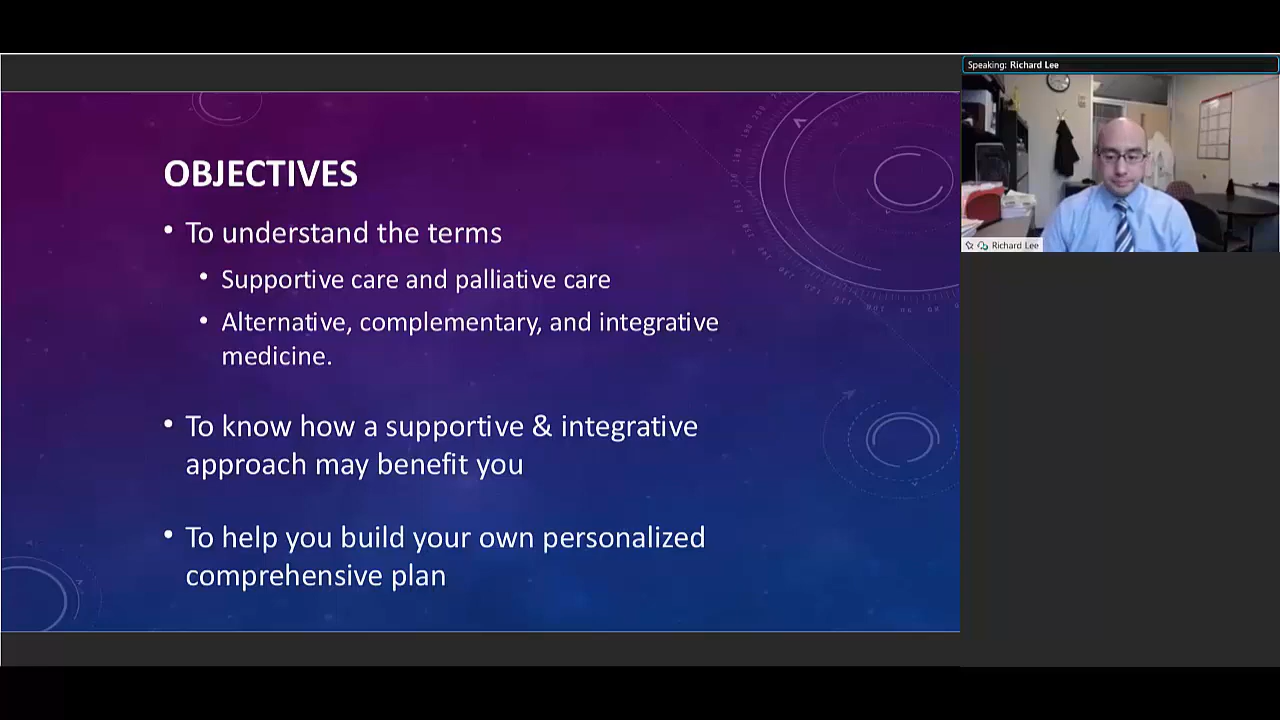 OBJECTIVES
• To understand the terms
• Supportive care and palliative care
• Alternative, complementary, and integrative
medicine.
• To know how a supportive & integrative
approach may benefit you
• To help you build your own personalized
comprehensive plan
Speaking: Richard Lee
Richard Lee